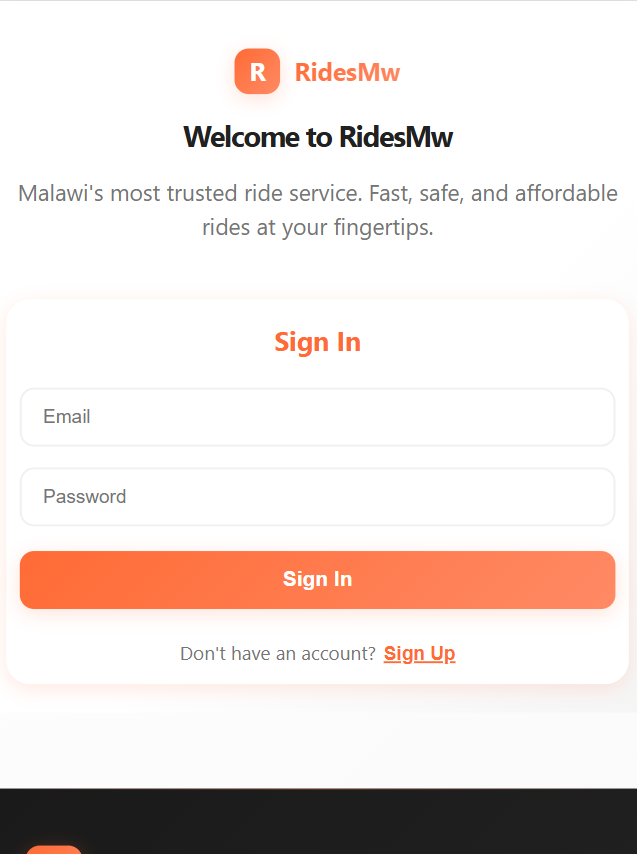 R RidesMw
Welcome to RidesMw
Malawi's most trusted ride service. Fast, safe, and affordable
rides at your fingertips.
Sign In
Email
Password
Sign In
Don't have an account? Sign Up